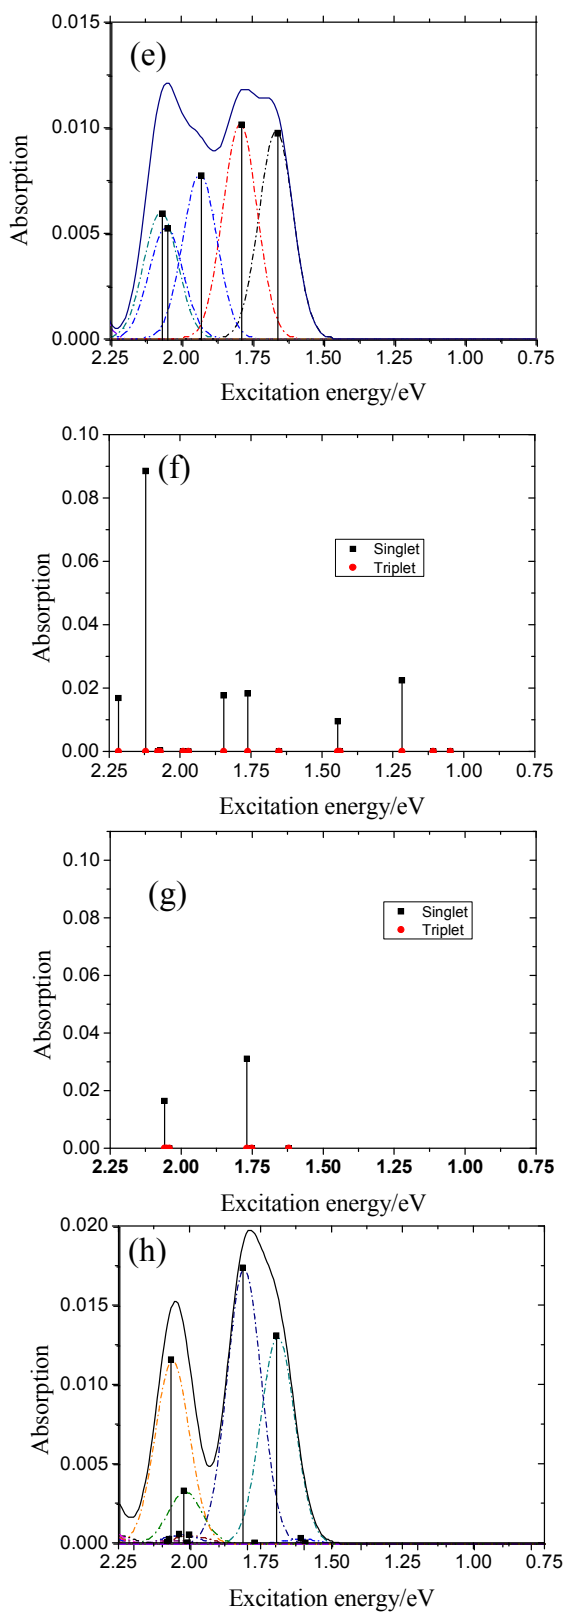 (e)
0.015
0.010
0.005
0.000
Absorption
2.25 2.00 1.75 1.50 1.25 1.00 0.75
Excitation energy/eV
(f)
0.10
0.08
0.06
0.04
0.02
0.00
Absorption
Singlet
Triplet
2.25 2.00 1.75 1.50 1.25 1.00 0.75
Excitation energy/eV
(g)
0.10
0.08
0.06
0.04
0.02
0.00
Absorption
Singlet
Triplet
2.25 2.00 1.75 1.50 1.25 1.00 0.75
Excitation energy/eV
(h)
0.020
0.015
0.010
0.005
0.000
Absorption
2.25 2.00 1.75 1.50 1.25 1.00 0.75
Excitation energy/eV